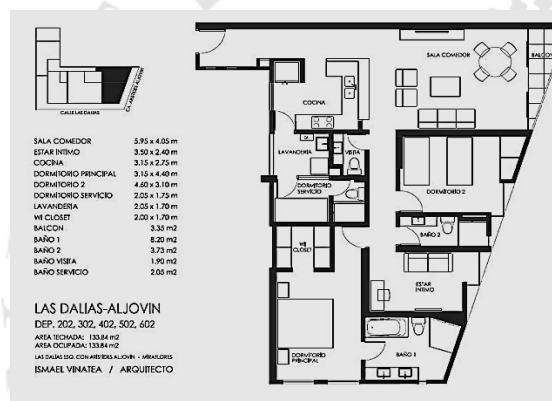 CALLE LAS DALIAS
CA. ARISTIDES ALJOVIN
SALA COMEDOR 5.95 x 4.05 m
ESTAR INTIMO 3.50 x 2.40 m
COCINA 3.15 x 2.75 m
DORMITORIO PRINCIPAL 3.15 x 4.40 m
DORMITORIO 2 4.60 x 3.10 m
DORMITORIO SERVICIO 2.05 x 1.75 m
LAVANDERIA 2.05 x 1.70 m
W CLOSET 2.00 x 1.70 m
BALCON 3.35 m2
BAÑO 1 8.20 m2
BAÑO 2 3.73 m2
BAÑO VISITA 1.90 m2
BAÑO SERVICIO 2.05 m2
LAS DALIAS-ALJOVIN
DEP. 202, 302, 402, 502, 602
AREA TECHADA: 133.84 m2
AREA OCUPADA: 133.84 m2
LAS DALIAS ESQ. CON ARISTIDES ALJOVIN - MIRAFLORES
ISMAEL VINATEA / ARQUITECTO
SALA COMEDOR
BALCON
COCINA
LAVANDERIA
VISITA
DORMITORIO
SERVICIO
DORMITORIO 2
BAÑO 2
W
CLOSET
ESTAR
INTIMO
DORMITORIO
PRINCIPAL
BAÑO 1